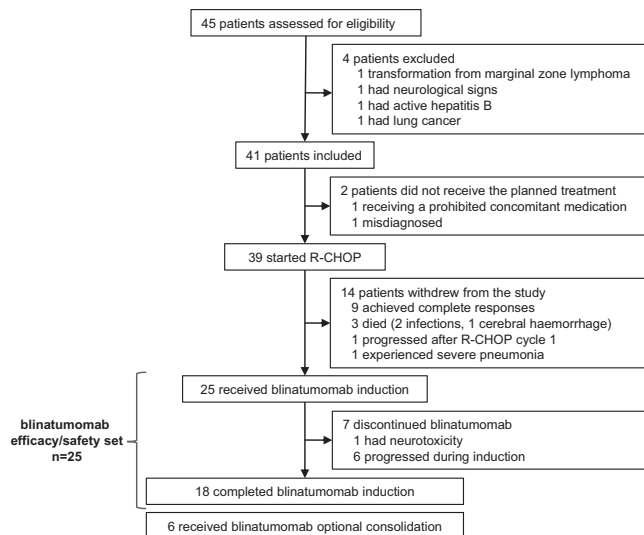 45 patients assessed for eligibility
4 patients excluded
1 transformation from marginal zone lymphoma
1 had neurological signs
1 had active hepatitis B
1 had lung cancer
41 patients included
2 patients did not receive the planned treatment
1 receiving a prohibited concomitant medication
1 misdiagnosed
39 started R-CHOP
14 patients withdrew from the study
9 achieved complete responses
3 died (2 infections, 1 cerebral haemorrhage)
1 progressed after R-CHOP cycle 1
1 experienced severe pneumonia
25 received blinatumomab induction
blinatumomab
efficacy/safety set
n=25
7 discontinued blinatumomab
1 had neurotoxicity
6 progressed during induction
18 completed blinatumomab induction
6 received blinatumomab optional consolidation